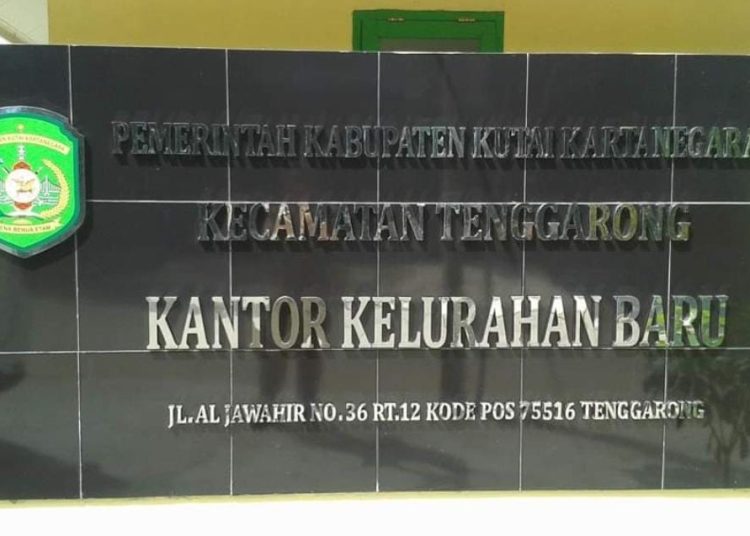 PEMERINTAH KABUPATEN KUTAI KARTANEGARA
KECAMATAN TENGGARONG
KANTOR KELURAHAN BARU
JL.AL JAWAHIR NO.36 RT.12 KODE POS 75516 TENGGARONG